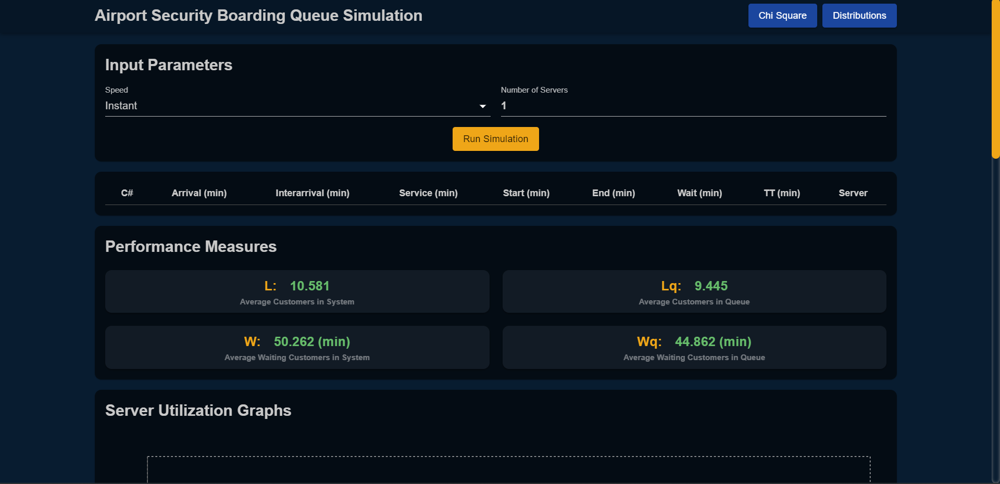 Airport Security Boarding Queue Simulation
Chi Square
Distributions
Input Parameters
Speed
Number of Servers
Instant
1
Run Simulation
C# Arrival (min) Interarrival (min) Service (min) Start (min) End (min) Wait (min) TT (min) Server
Performance Measures
L: 10.581
Average Customers in System
Lq: 9.445
Average Customers in Queue
W: 50.262 (min)
Average Waiting Customers in System
Wq: 44.862 (min)
Average Waiting Customers in Queue
Server Utilization Graphs